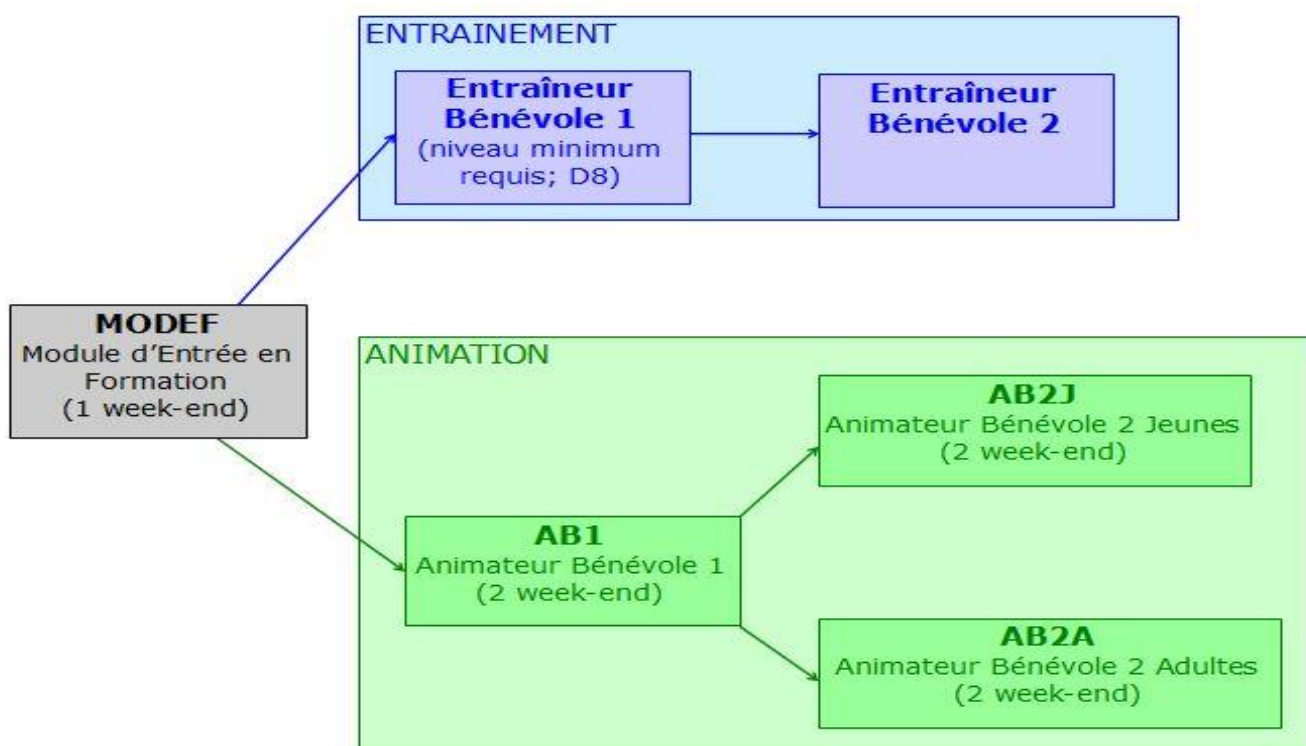 ENTRAINEMENT
Entraîneur
Bénévole 1
(niveau minimum
requis; D8)
Entraîneur
Bénévole 2
MODEF
Module d'Entrée en
Formation
(1 week-end)
ANIMATION
AB1
Animateur Bénévole 1
(2 week-end)
AB2J
Animateur Bénévole 2 Jeunes
(2 week-end)
AB2A
Animateur Bénévole 2 Adultes
(2 week-end)